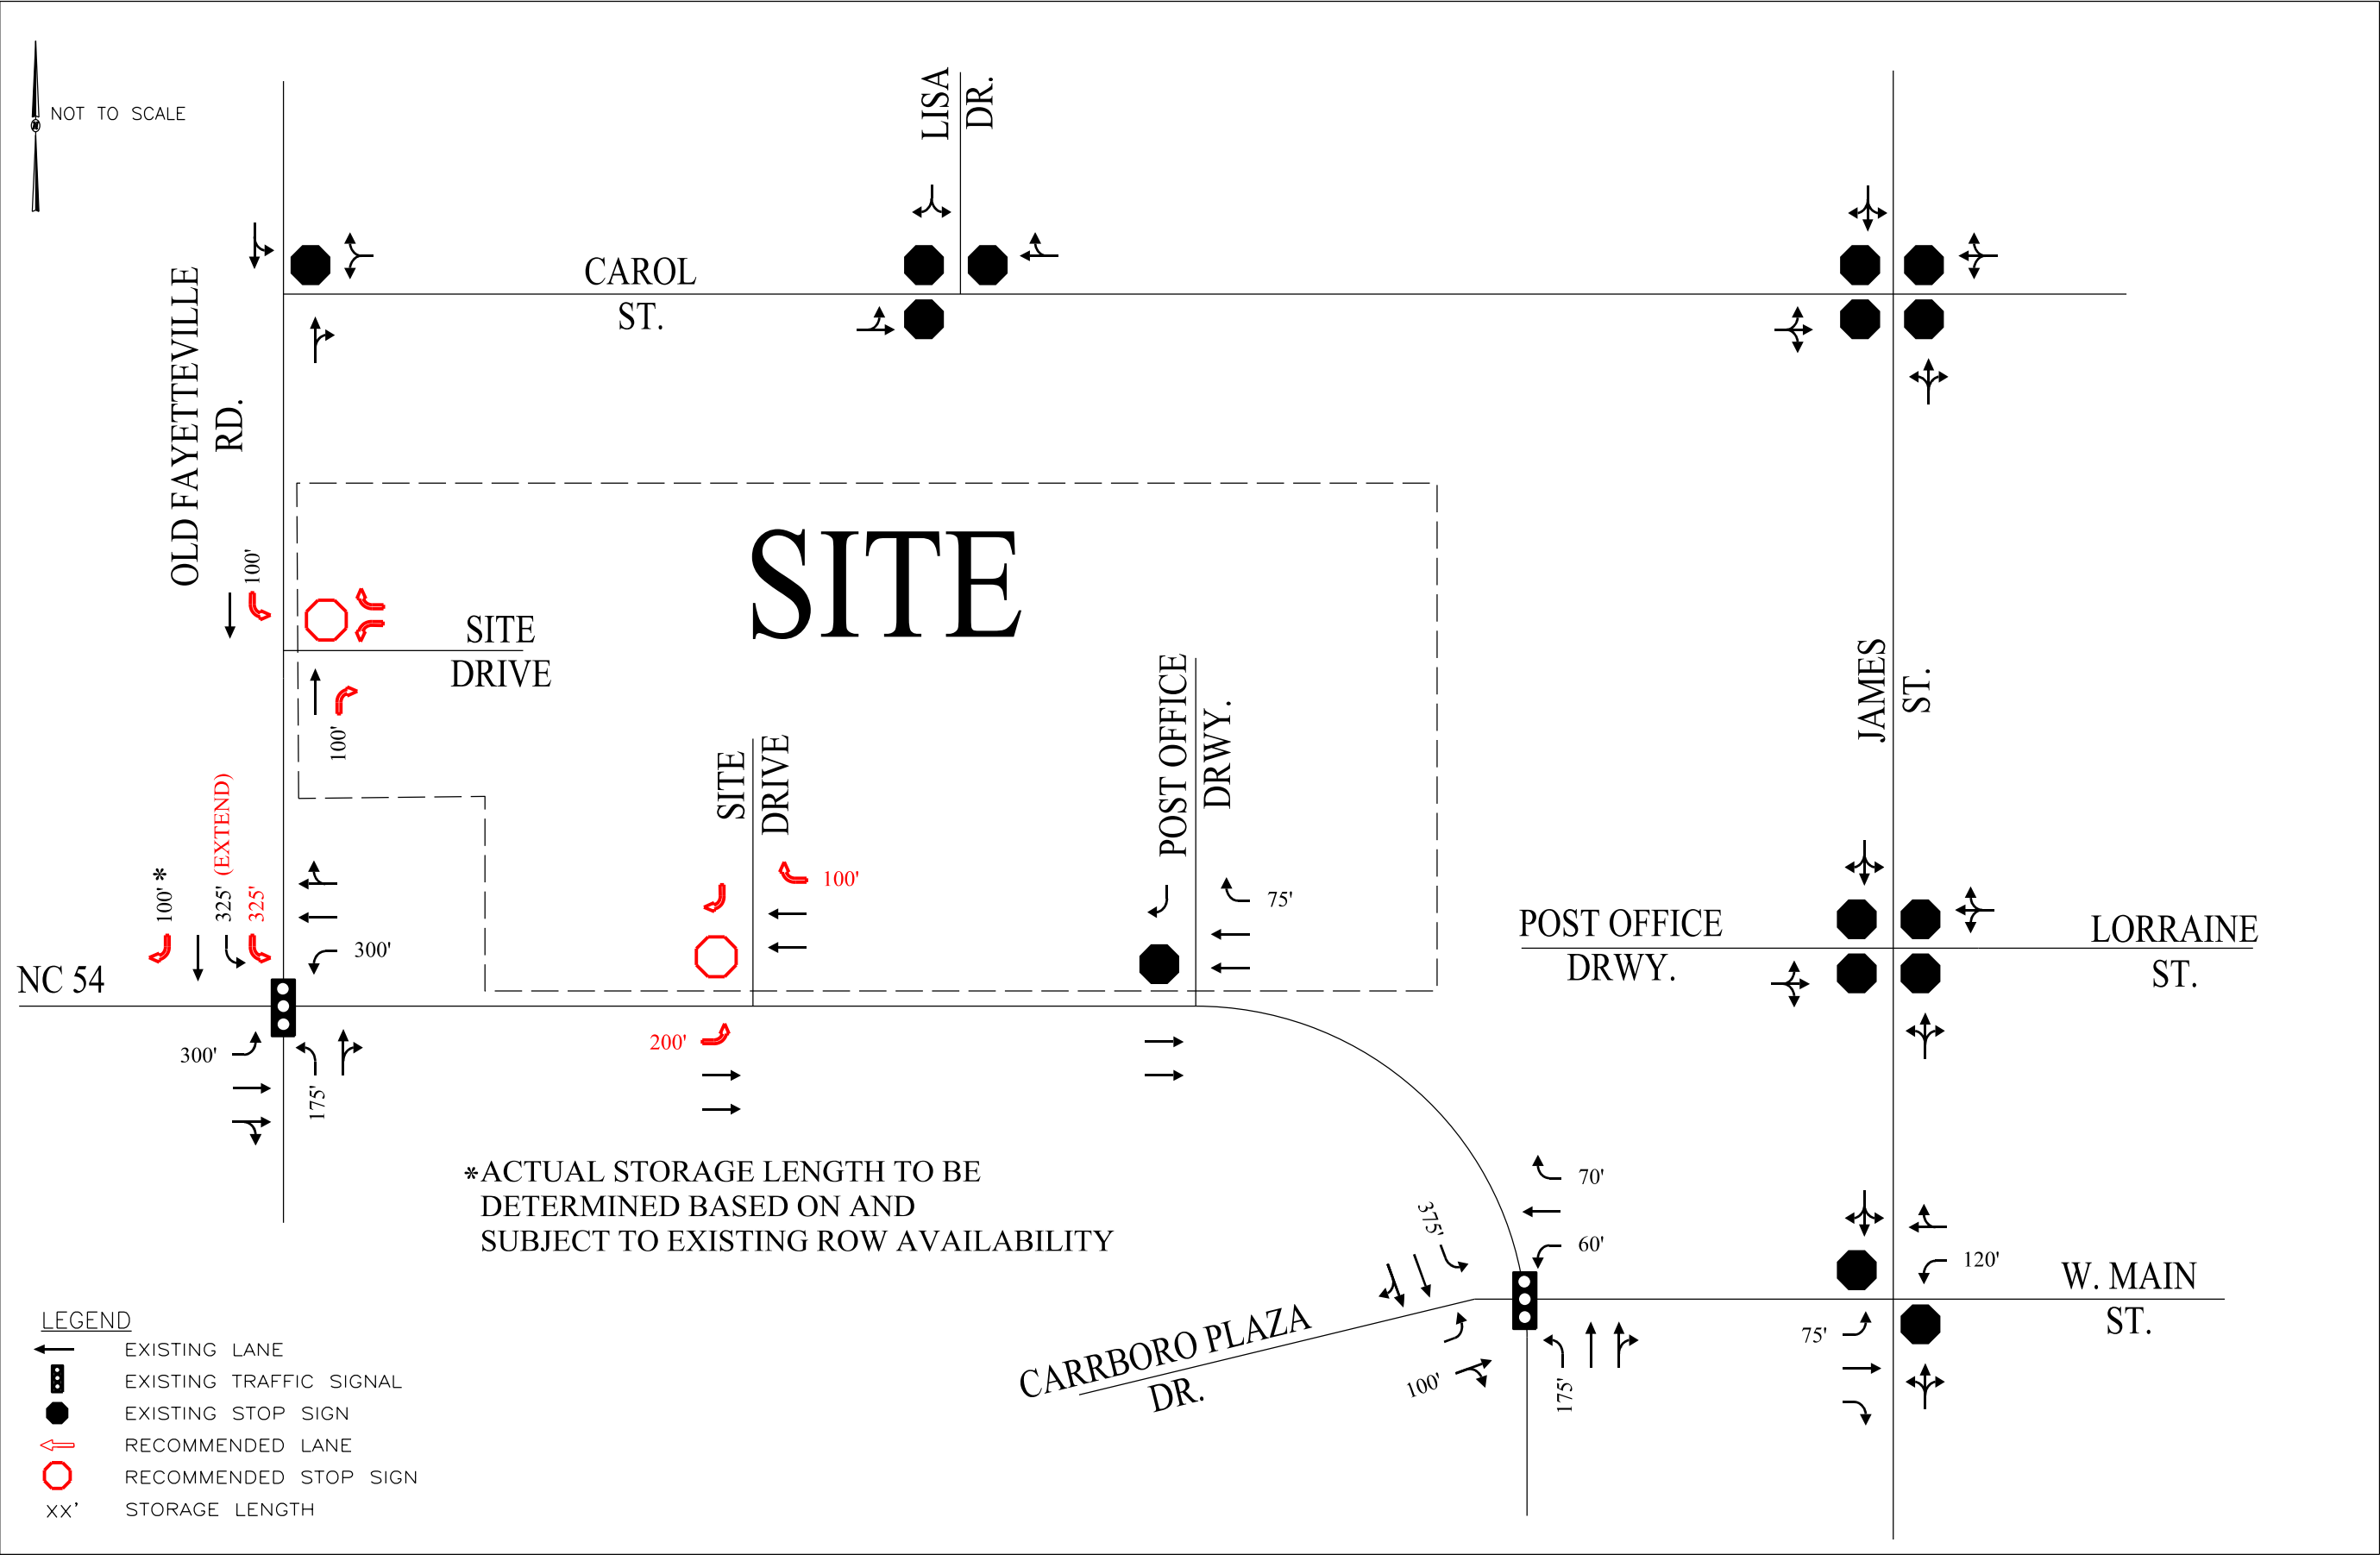 NOT TO SCALE
LISA
DR.
CAROL
ST.
OLD FAYETTEVILLE
RD.
SITE
100'
SITE
DRIVE
100'
JAMES
ST.
POST OFFICE
DRWY.
SITE
DRIVE
100'
75'
100'*
325' (EXTEND)
325'
300'
NC 54
POST OFFICE
DRWY.
LORRAINE
ST.
300'
175'
200'
*ACTUAL STORAGE LENGTH TO BE
DETERMINED BASED ON AND
SUBJECT TO EXISTING ROW AVAILABILITY
375'
70'
60'
120'
W. MAIN
ST.
75'
CARRBORO PLAZA
DR.
100'
175'
LEGEND
EXISTING LANE
EXISTING TRAFFIC SIGNAL
EXISTING STOP SIGN
RECOMMENDED LANE
RECOMMENDED STOP SIGN
XX' STORAGE LENGTH